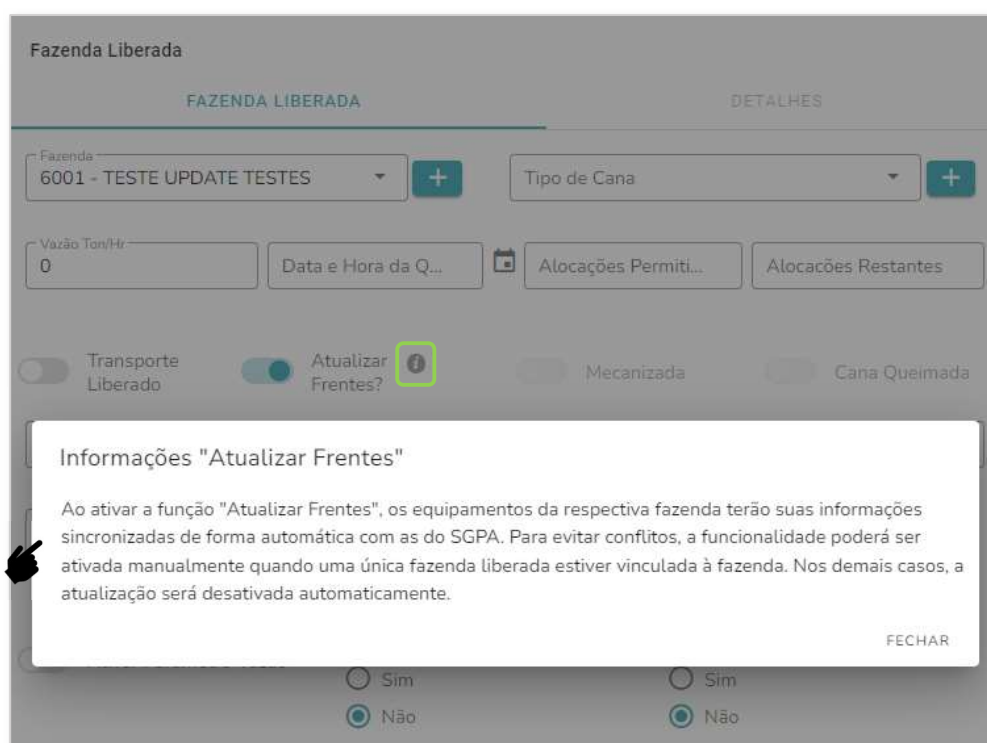 Fazenda Liberada
FAZENDA LIBERADA
DETALHES
Fazenda
6001 - TESTE UPDATE TESTES
+
Tipo de Cana
+
Vazão Ton/Hr
0
Data e Hora da Q...
Alocações Permiti...
Alocacões Restantes
Transporte
Liberado
Atualizar
Frentes?
i
Mecanizada
Cana Queimada
Informações "Atualizar Frentes"
Ao ativar a função "Atualizar Frentes", os equipamentos da respectiva fazenda terão suas informações
sincronizadas de forma automática com as do SGPA. Para evitar conflitos, a funcionalidade poderá ser
ativada manualmente quando uma única fazenda liberada estiver vinculada à fazenda. Nos demais casos, a
atualização será desativada automaticamente.
FECHAR
Sim
Sim
Não
Não